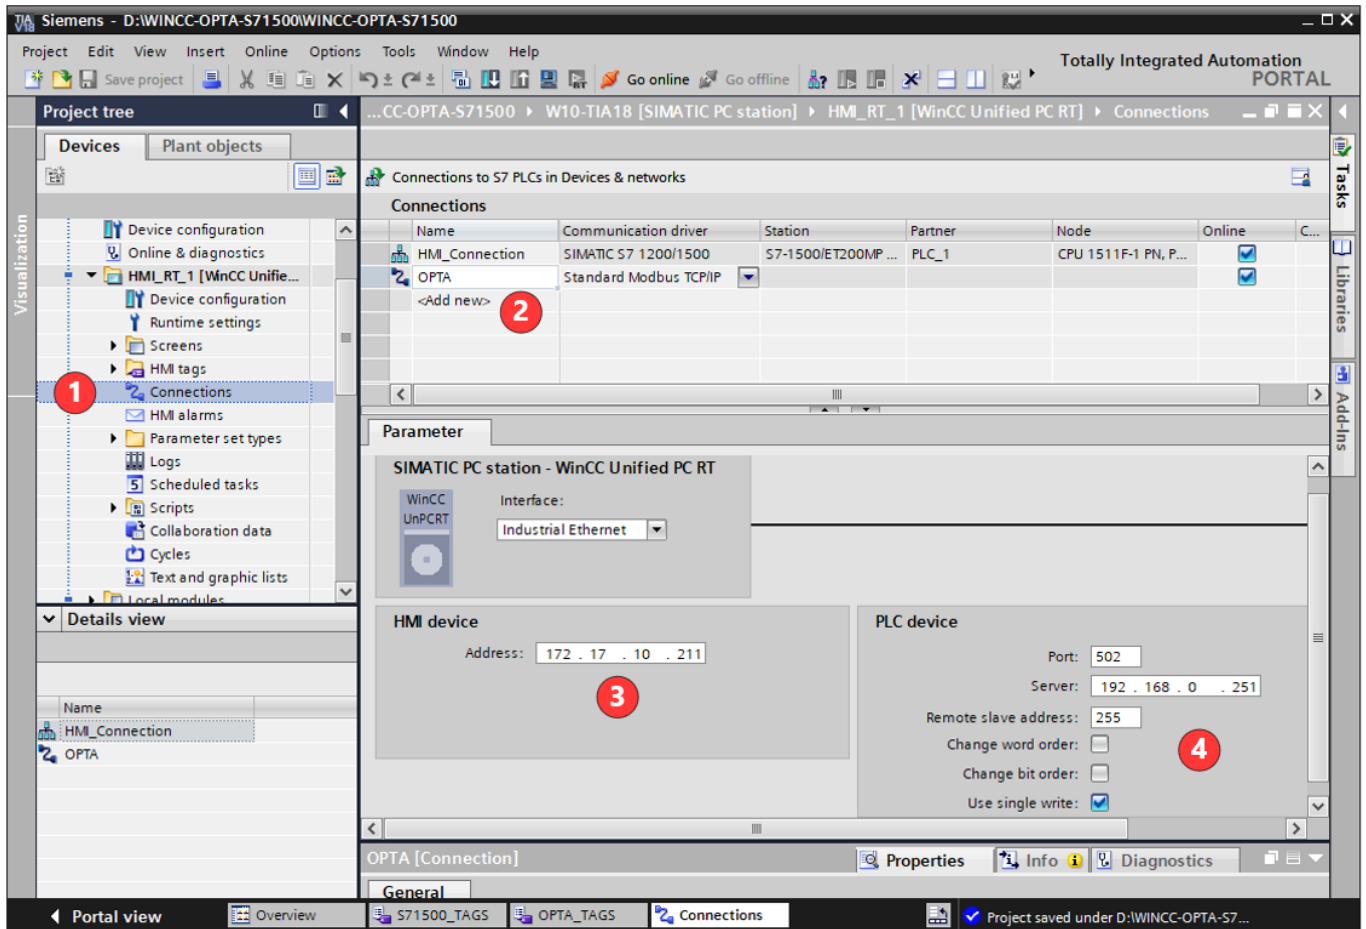 Siemens - D:\WINCC-OPTA-S71500\WINCC-OPTA-S71500
Project Edit View Insert Online Options Tools Window Help
Totally Integrated Automation
PORTAL
Save project Go online Go offline
Project tree
...CC-OPTA-S71500 W10-TIA18 [SIMATIC PC station] HMI_RT_1 [WinCC Unified PC RT] Connections
Devices Plant objects
Connections to S7 PLCs in Devices & networks
Connections
Name Communication driver Station Partner Node Online C...
HMI_Connection SIMATIC S7 1200/1500 S7-1500/ET200MP ... PLC_1 CPU 1511F-1 PN, P...
OPTA Standard Modbus TCP/IP
<Add new>
2
Visualization
Device configuration
Online & diagnostics
HMI_RT_1 [WinCC Unifie...
Device configuration
Runtime settings
Screens
HMI tags
1
Connections
HMI alarms
Parameter set types
Logs
Scheduled tasks
Scripts
Collaboration data
Cycles
Text and graphic lists
Local modules
Details view
Name
HMI_Connection
OPTA
Parameter
SIMATIC PC station - WinCC Unified PC RT
WinCC
UnPCRT
Interface:
Industrial Ethernet
HMI device
Address: 172 . 17 . 10 . 211
3
PLC device
Port: 502
Server: 192 . 168 . 0 . 251
Remote slave address: 255
Change word order:
4
Change bit order:
Use single write:
OPTA [Connection]
Properties Info Diagnostics
General
Tasks
Libraries
Add-Ins
Portal view Overview S71500_TAGS OPTA_TAGS Connections Project saved under D:\WINCC-OPTA-S7...